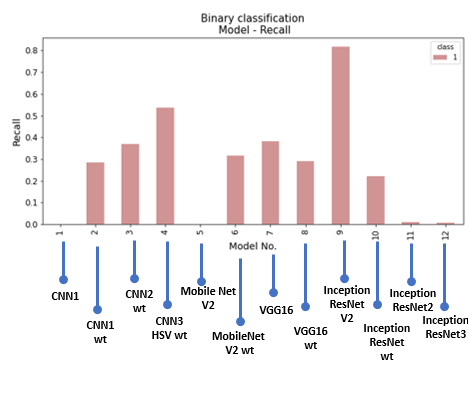 Binary classification
Model - Recall
class
1
Recall
0.8
0.7
0.6
0.5
0.4
0.3
0.2
0.1
0.0
1 2 3 4 5 6 7 8 9 10 11 12
Model No.
CNN1
CNN1
wt
CNN2
wt
CNN3
HSV wt
Mobile Net
V2
MobileNet
V2 wt
VGG16
VGG16
wt
Inception
ResNet
V2
Inception
ResNet
wt
Inception
ResNet2
Inception
ResNet3